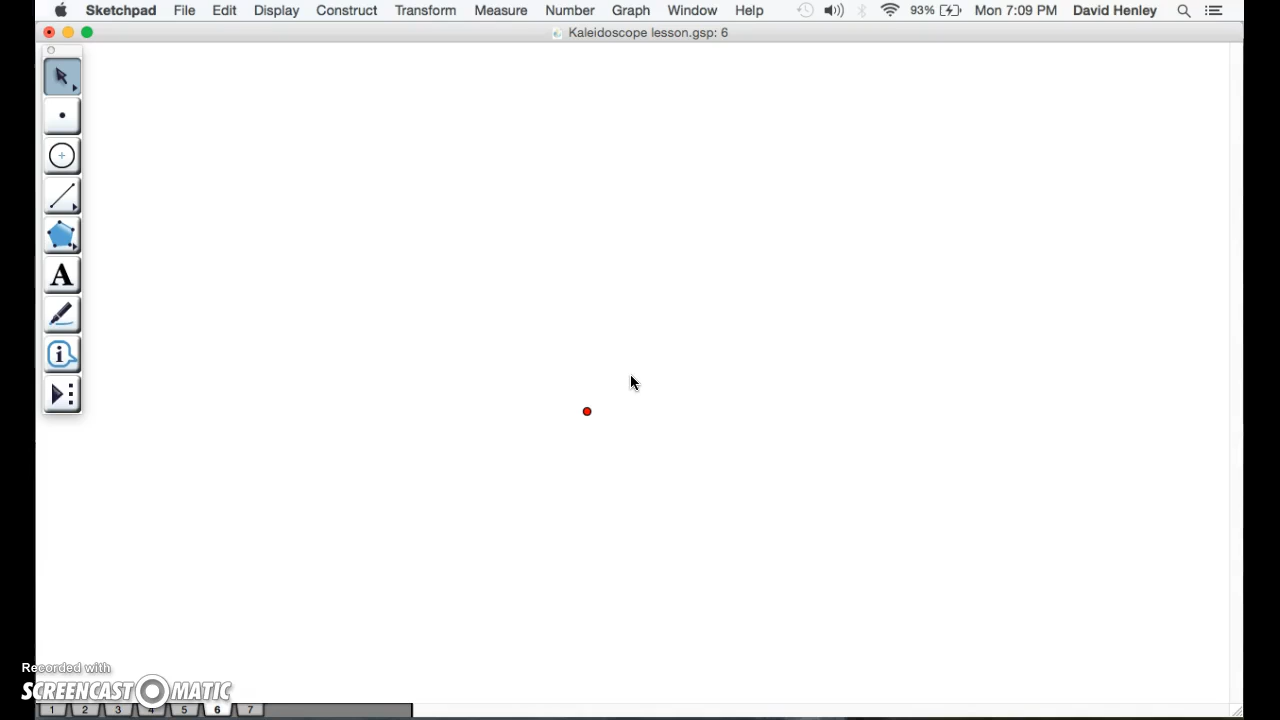 Sketchpad File Edit Display Construct Transform Measure Number Graph Window Help 93% Mon 7:09 PM David Henley
Kaleidoscope lesson.gsp: 6
A
i
Recorded with
SCREENCAST MATIC
1 2 3 4 5 6 7